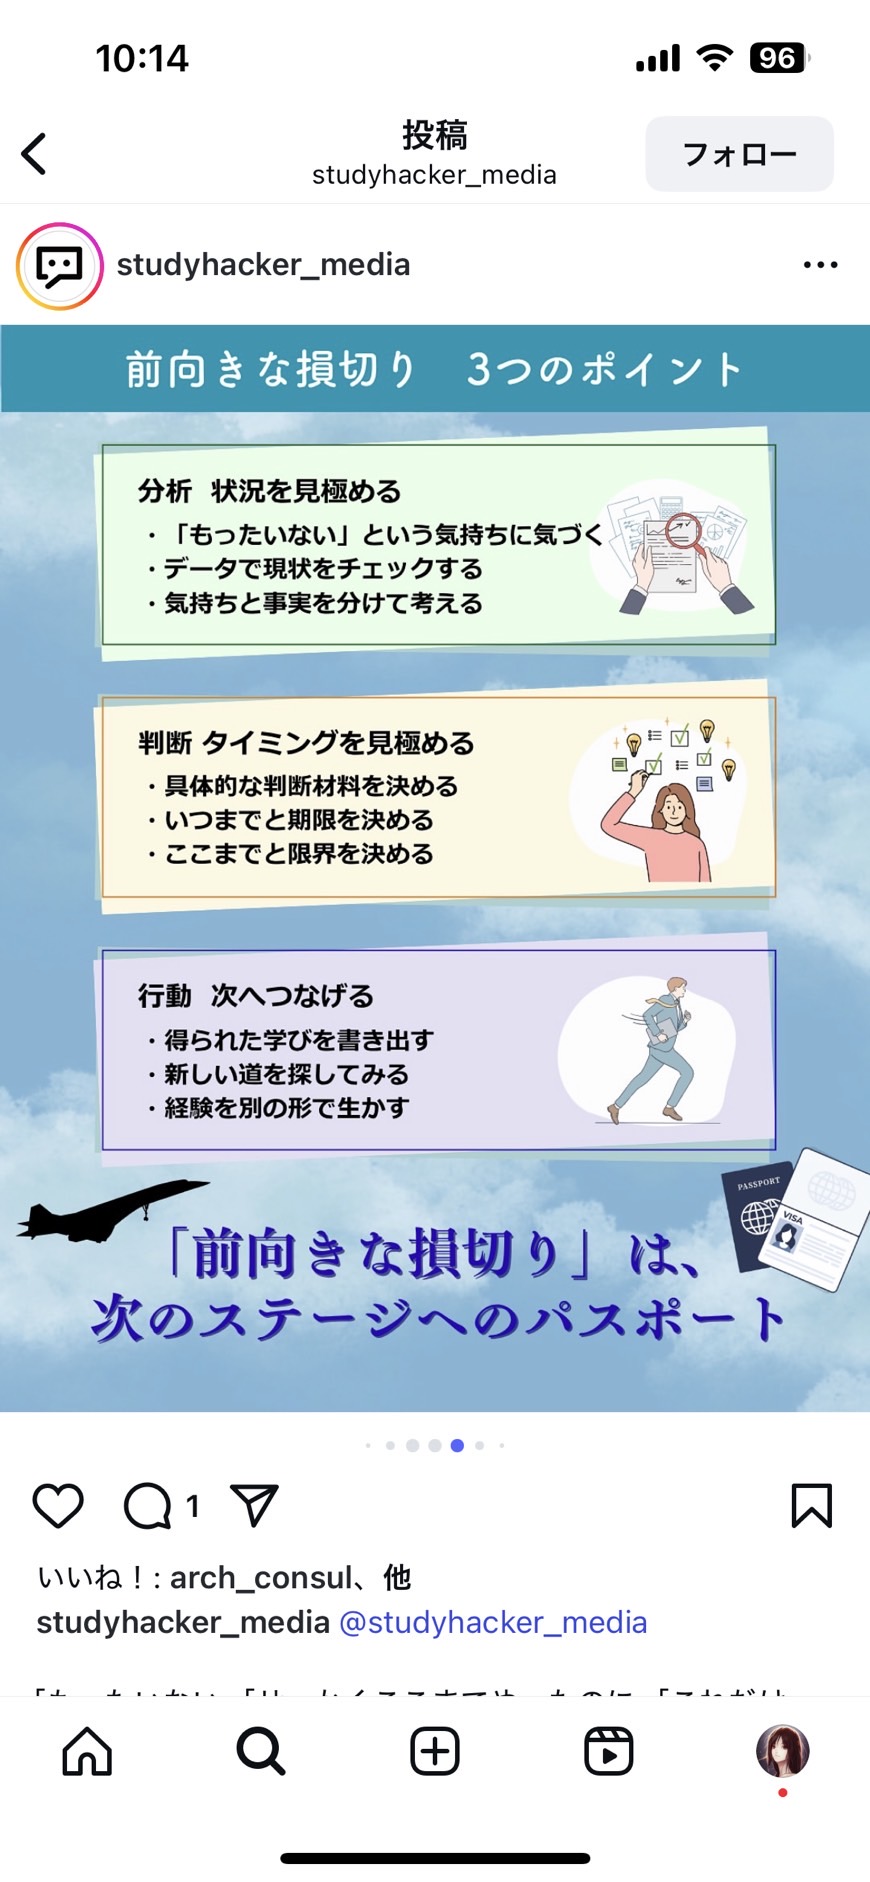 10:14
96
投稿
studyhacker_media
フォロー
studyhacker_media
前向きな損切り 3つのポイント
分析 状況を見極める
・「もったいない」という気持ちに気づく
・データで現状をチェックする
・気持ちと事実を分けて考える
判断 タイミングを見極める
・具体的な判断材料を決める
・いつまでと期限を決める
・ここまでと限界を決める
行動 次へつなげる
・得られた学びを書き出す
・新しい道を探してみる
・経験を別の形で生かす
PASSPORT
VISA
「前向きな損切り」は、
次のステージへのパスポート
1
いいね！: arch_consul、他
studyhacker_media @studyhacker_media